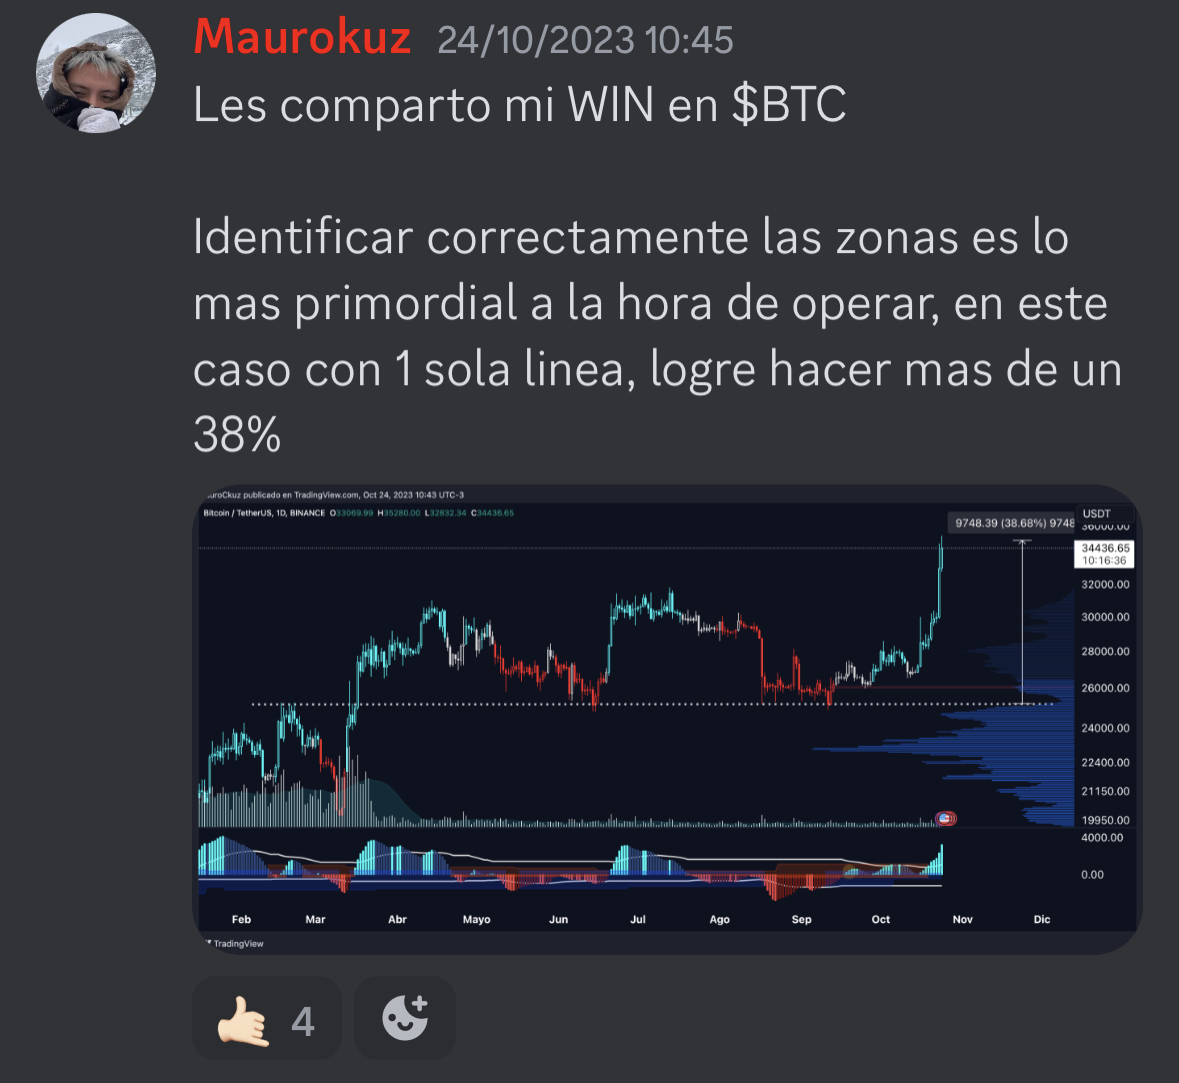 Maurokuz 24/10/2023 10:45
Les comparto mi WIN en $BTC
Identificar correctamente las zonas es lo
mas primordial a la hora de operar, en este
caso con 1 sola linea, logre hacer mas de un
38%
uroCkuz publicado en TradingView.com, Oct 24, 2023 10:43 UTC-3
Bitcoin / TetherUS, 1D, BINANCE O33069.99 H35280.00 L32832.34 C34436.65
USDT
9748.39 (38.68%) 9748
36000.00
34436.65
10:16:36
32000.00
30000.00
28000.00
26000.00
24000.00
22400.00
21150.00
19950.00
4000.00
0.00
Feb Mar Abr Mayo Jun Jul Ago Sep Oct Nov Dic
TradingView
4